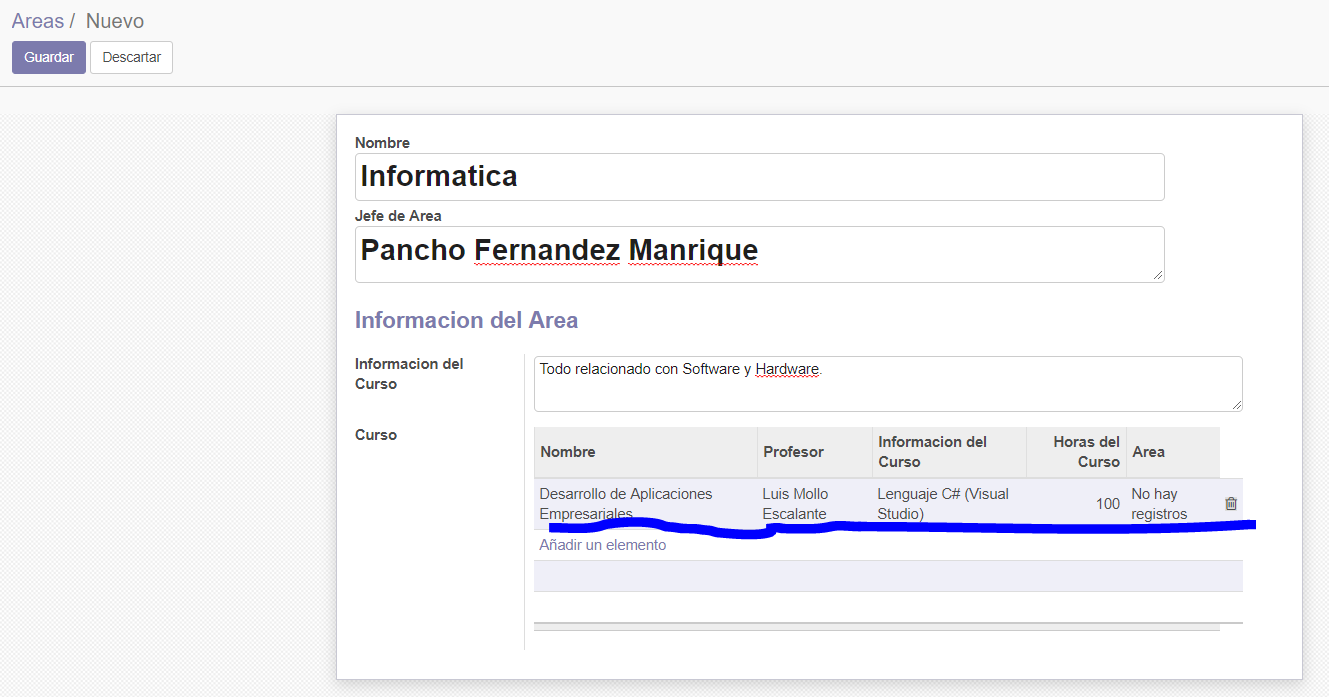 Areas / Nuevo
Guardar Descartar
Nombre
Informatica
Jefe de Area
Pancho Fernandez Manrique
Informacion del Area
Informacion del
Curso
Todo relacionado con Software y Hardware.
Curso
Nombre Profesor Informacion del Curso Horas del Curso Area
Desarrollo de Aplicaciones Luis Mollo Lenguaje C# (Visual No hay
Empresariales Escalante Studio) 100 registros
Añadir un elemento